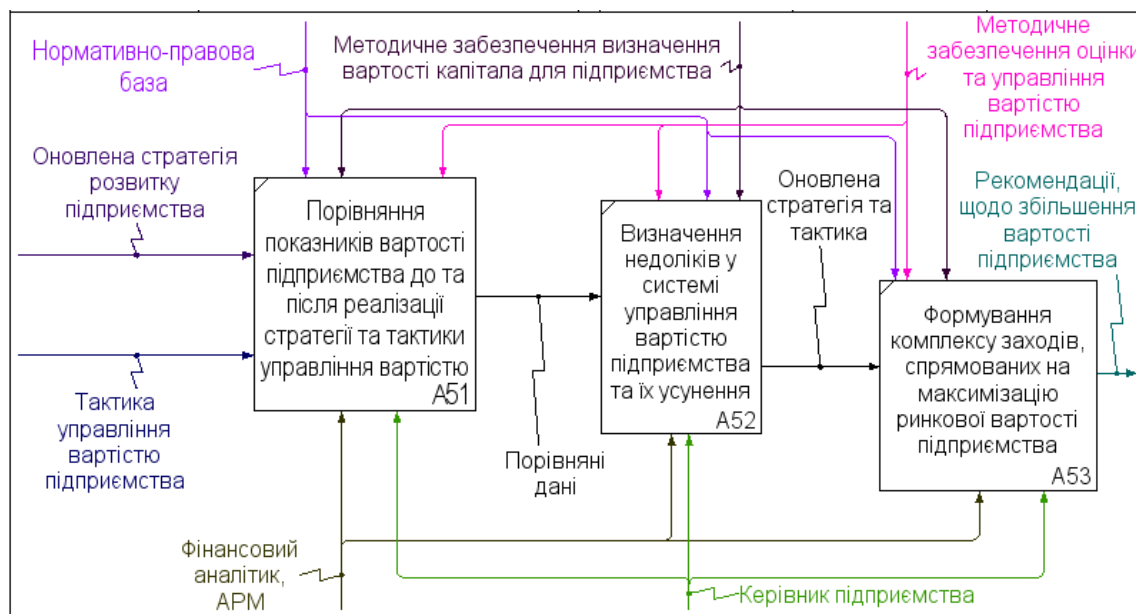 Нормативно-правова
база
Методичне забезпечення визначення
вартості капітала для підприємства
Методичне
забезпечення оцінки
та управління
вартістю
підприємства
Оновлена стратегія
розвитку
підприємства
Порівняння
показників вартості
підприємства до та
після реалізації
стратегії та тактики
управління вартістю
A51
Визначення
недоліків у
системі
управління
вартістю
підприємства
та їх усунення
A52
Оновлена
стратегія та
тактика
Рекомендації,
щодо збільшення
вартості
підприємства
Формування
комплексу заходів,
спрямованих на
максимізацію
ринкової вартості
підприємства
A53
Тактика
управління
вартістю
підприємства
Порівняні
дані
Фінансовий
аналітик,
АРМ
Керівник підприємства